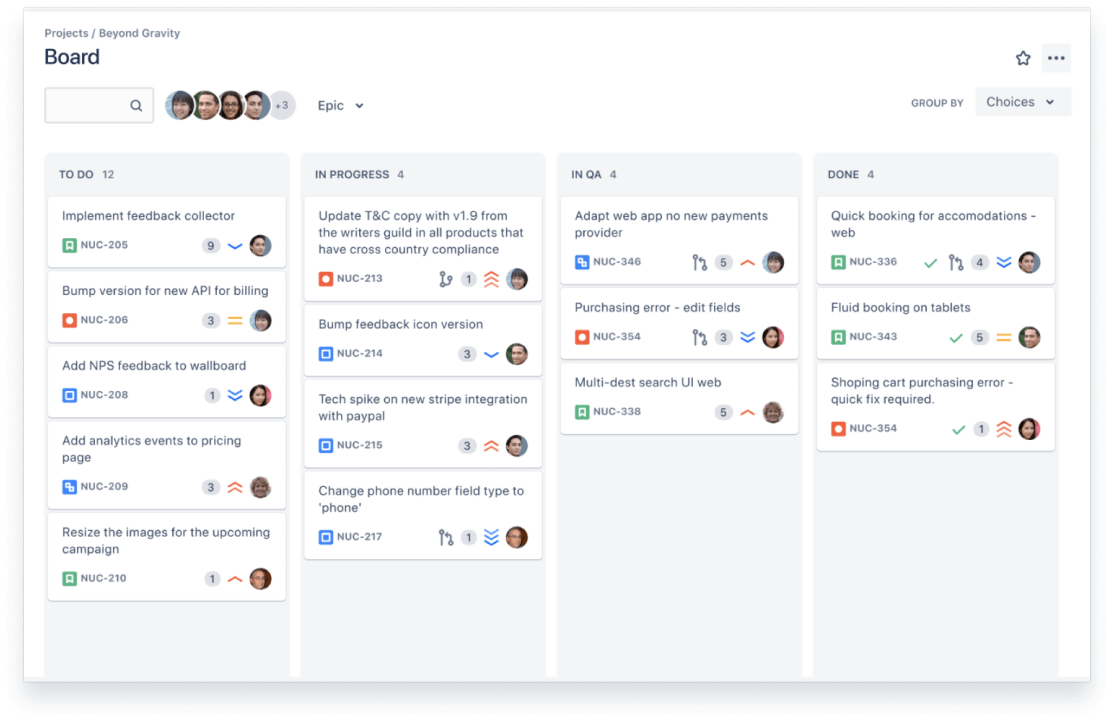 Projects / Beyond Gravity
Board
+3
Epic
GROUP BY
Choices
TO DO 12
Implement feedback collector
NUC-205
9
Bump version for new API for billing
NUC-206
3
Add NPS feedback to wallboard
NUC-208
1
Add analytics events to pricing
page
NUC-209
3
Resize the images for the upcoming
campaign
NUC-210
1
IN PROGRESS 4
Update T&C copy with v1.9 from
the writers guild in all products that
have cross country compliance
NUC-213
1
Bump feedback icon version
NUC-214
3
Tech spike on new stripe integration
with paypal
NUC-215
3
Change phone number field type to
'phone'
NUC-217
1
IN QA 4
Adapt web app no new payments
provider
NUC-346
5
Purchasing error - edit fields
NUC-354
3
Multi-dest search UI web
NUC-338
5
DONE 4
Quick booking for accomodations -
web
NUC-336
4
Fluid booking on tablets
NUC-343
5
Shoping cart purchasing error -
quick fix required.
NUC-354
1